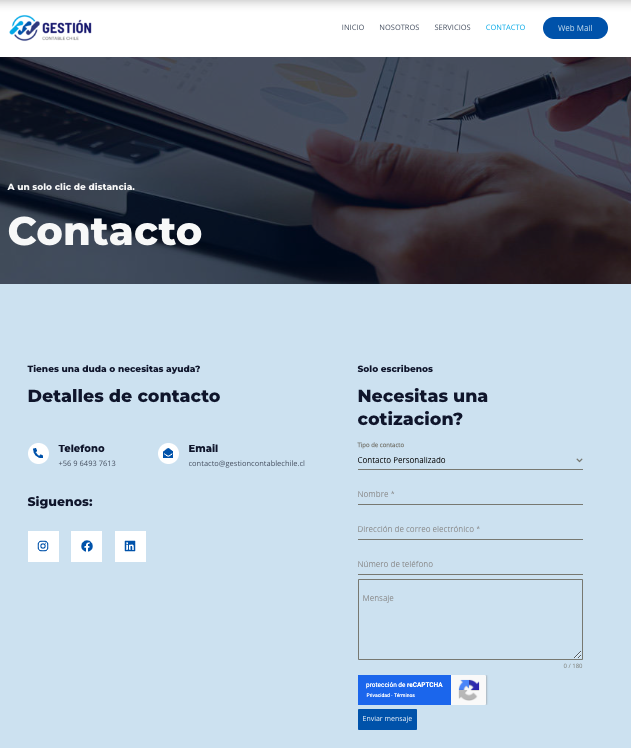 GESTIÓN
CONTABLE CHILE
INICIO NOSOTROS SERVICIOS CONTACTO Web Mail
A un solo clic de distancia.
Contacto
Tienes una duda o necesitas ayuda?
Detalles de contacto
Telefono
+56 9 6493 7613
Email
contacto@gestioncontablechile.cl
Siguenos:
Solo escribenos
Necesitas una
cotizacion?
Tipo de contacto
Contacto Personalizado
Nombre *
Dirección de correo electrónico *
Número de teléfono
Mensaje
0 / 180
protección de reCAPTCHA
Privacidad - Términos
Enviar mensaje